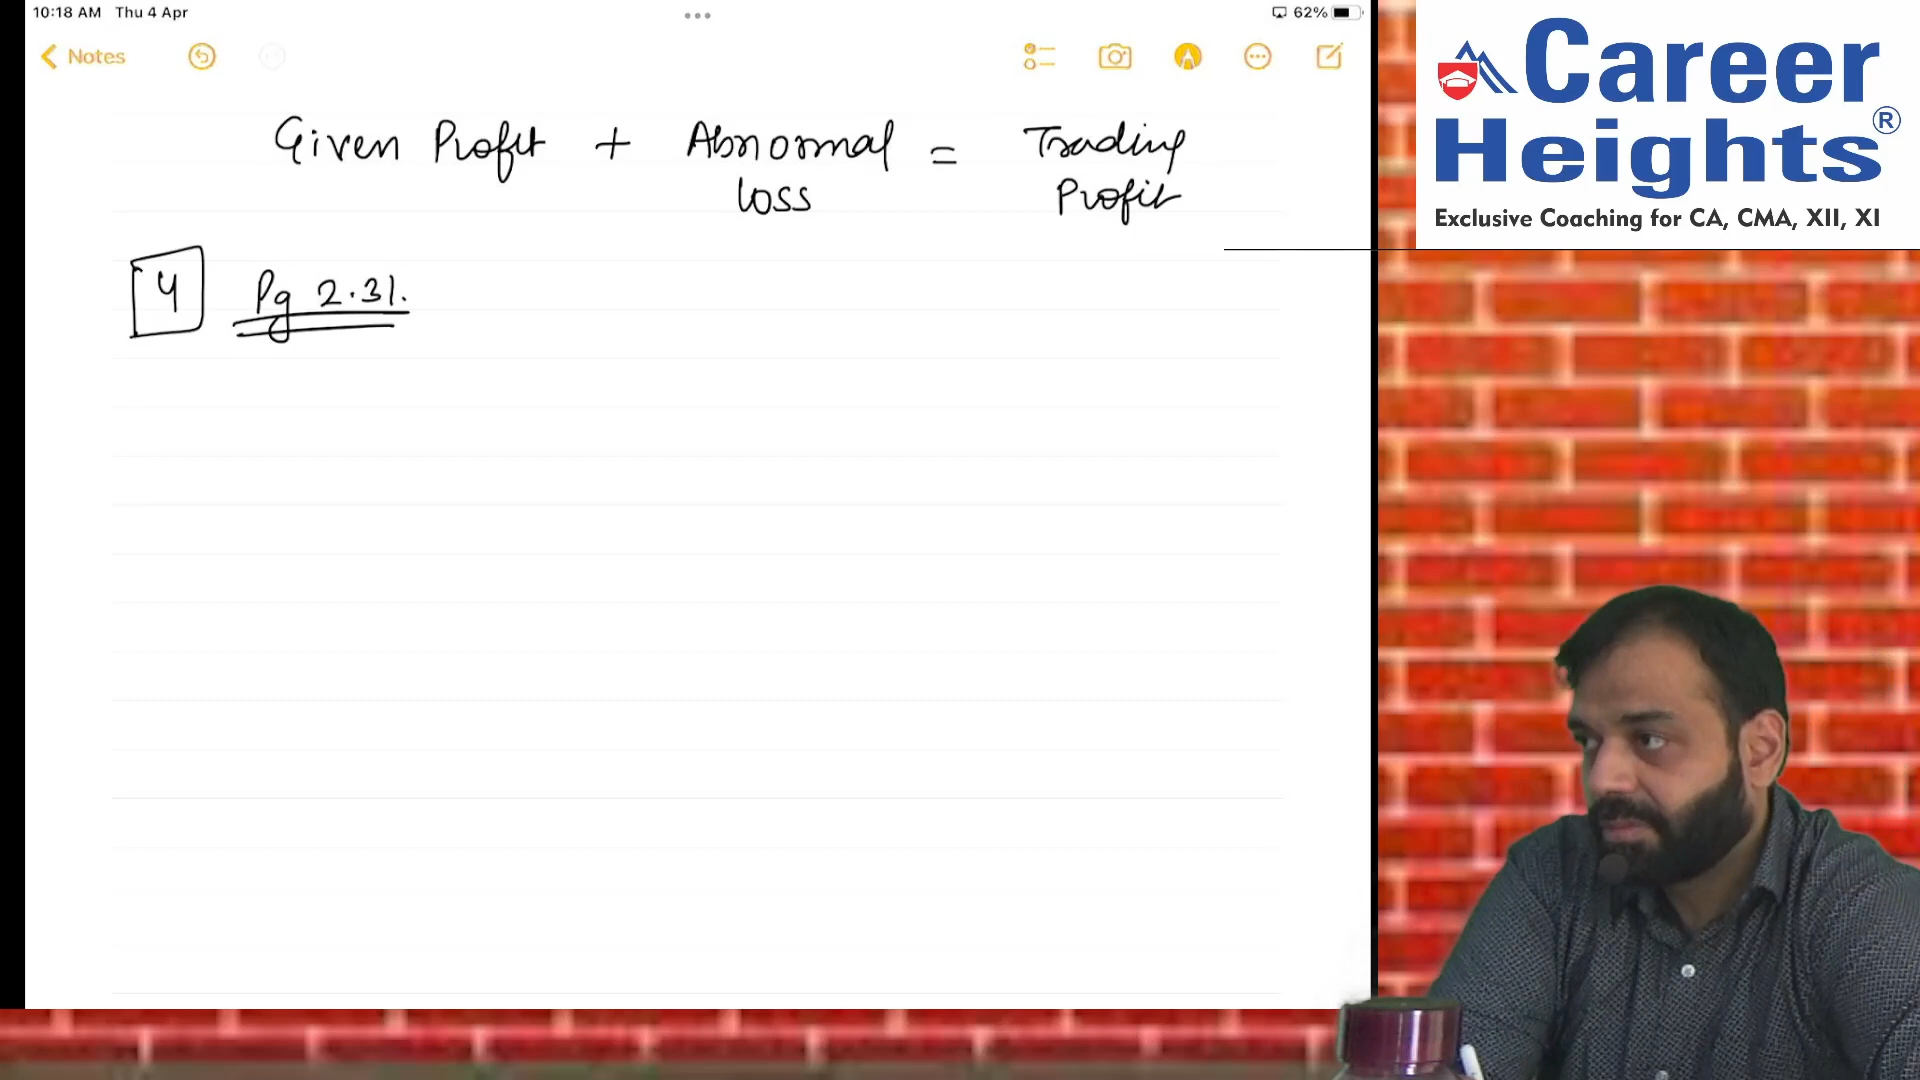 10:18 AM Thu 4 Apr
62%
Notes
Given Profit + Abnormal = Trading
loss Profit
4 Pg 2.31.
Career
Heights®
Exclusive Coaching for CA, CMA, XII, XI